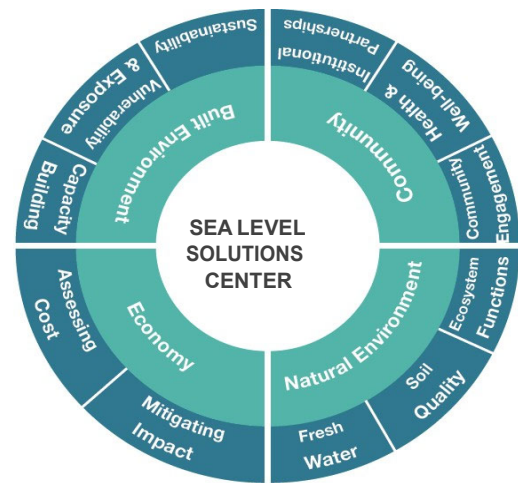 SEA LEVEL
SOLUTIONS
CENTER
Community
Institutional
Partnerships
Health &
Well-being
Community
Engagement
Natural Environment
Ecosystem
Functions
Soil
Quality
Fresh
Water
Economy
Mitigating
Impact
Assessing
Cost
Built Environment
Capacity
Building
Vulnerability
& Exposure
Sustainability